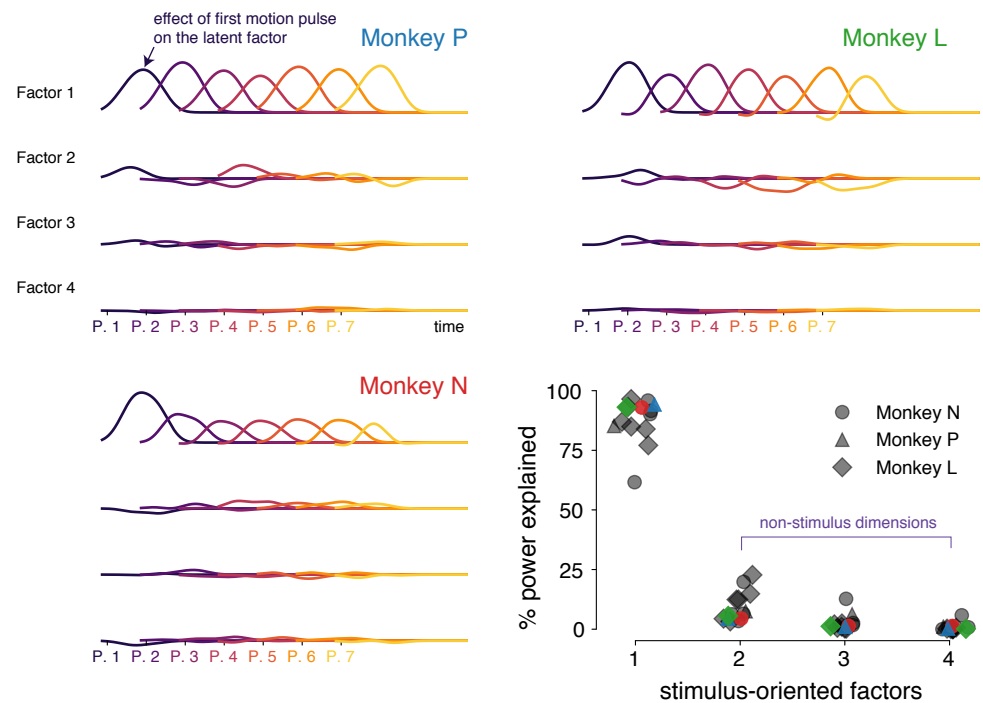 effect of first motion pulse
on the latent factor
Monkey P
Factor 1
Factor 2
Factor 3
Factor 4
P. 1 P. 2 P. 3 P. 4 P. 5 P. 6 P. 7 time
Monkey L
P. 1 P. 2 P. 3 P. 4 P. 5 P. 6 P. 7
Monkey N
P. 1 P. 2 P. 3 P. 4 P. 5 P. 6 P. 7
% power explained
100
75
50
25
0
Monkey N
Monkey P
Monkey L
non-stimulus dimensions
1 2 3 4
stimulus-oriented factors